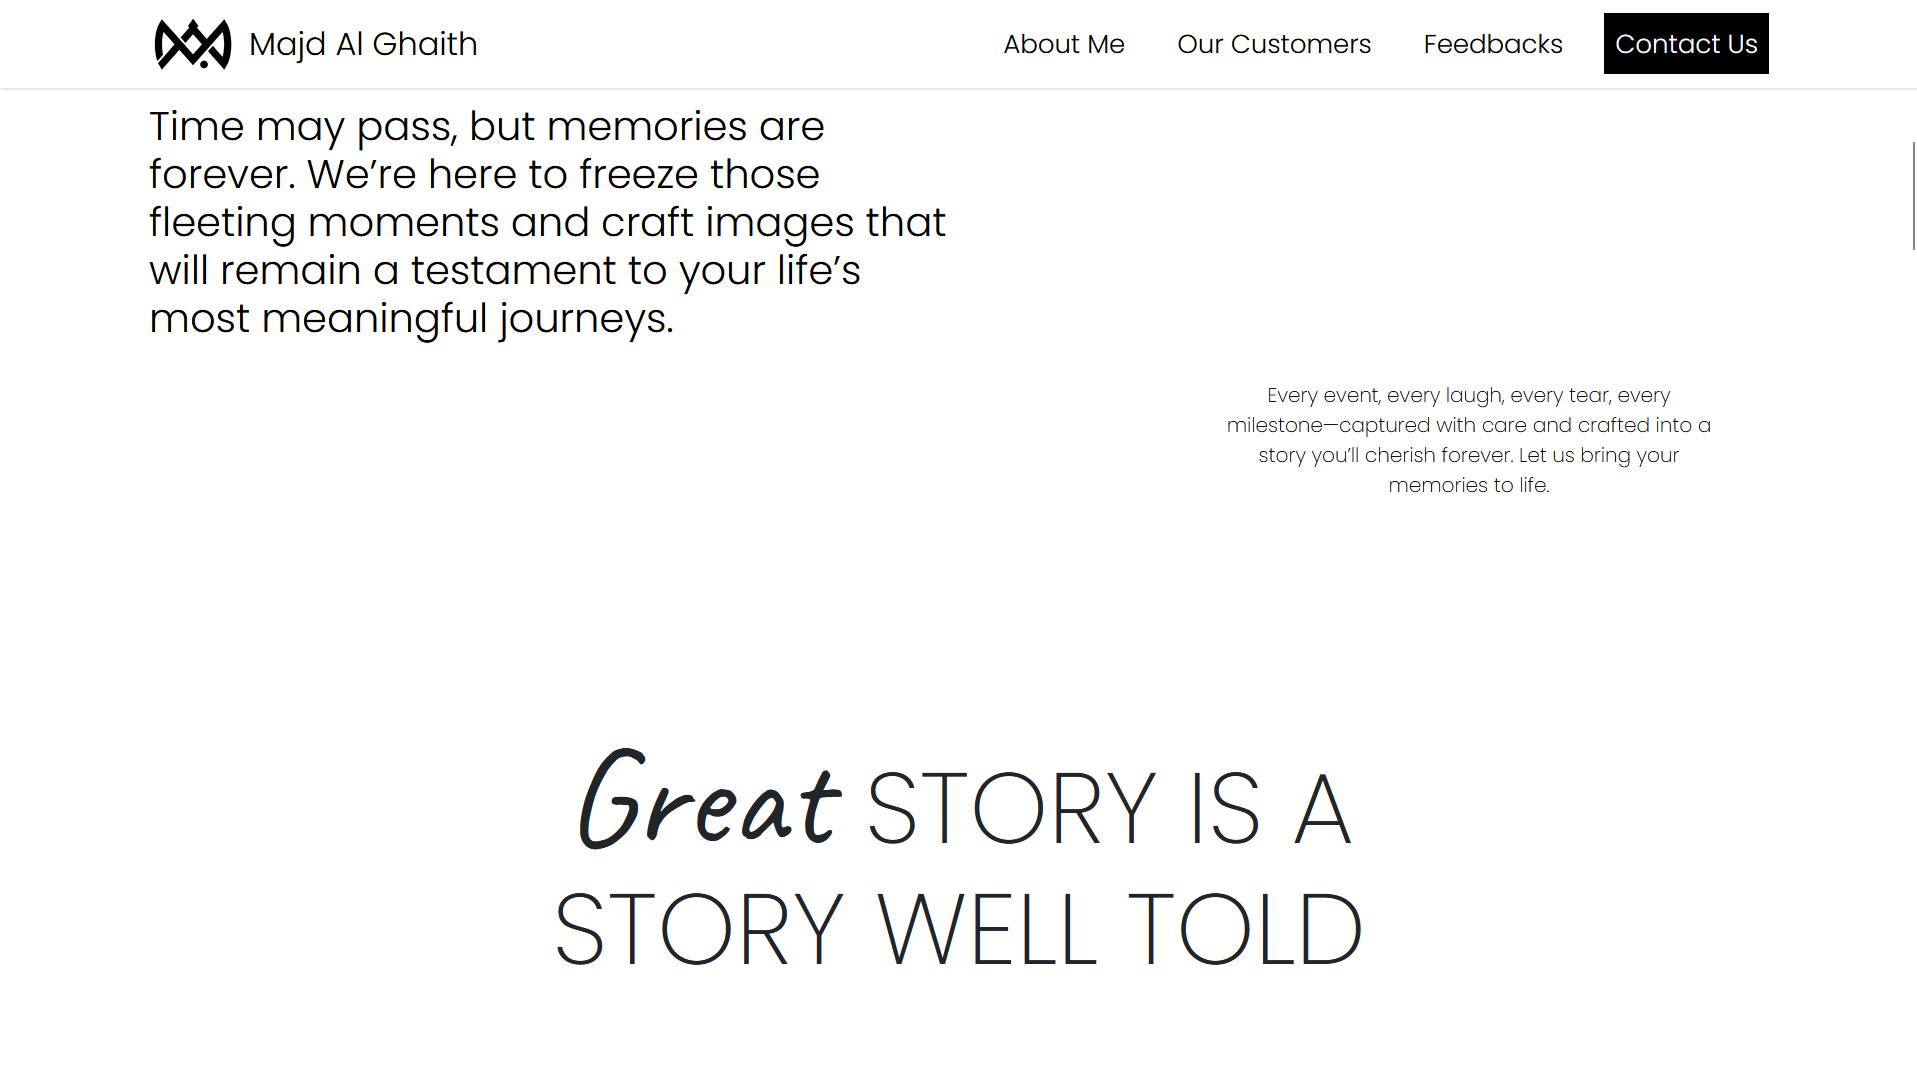 Majd Al Ghaith
About Me
Our Customers
Feedbacks
Contact Us
Time may pass, but memories are
forever. We’re here to freeze those
fleeting moments and craft images that
will remain a testament to your life’s
most meaningful journeys.
Every event, every laugh, every tear, every
milestone—captured with care and crafted into a
story you’ll cherish forever. Let us bring your
memories to life.
Great STORY IS A
STORY WELL TOLD